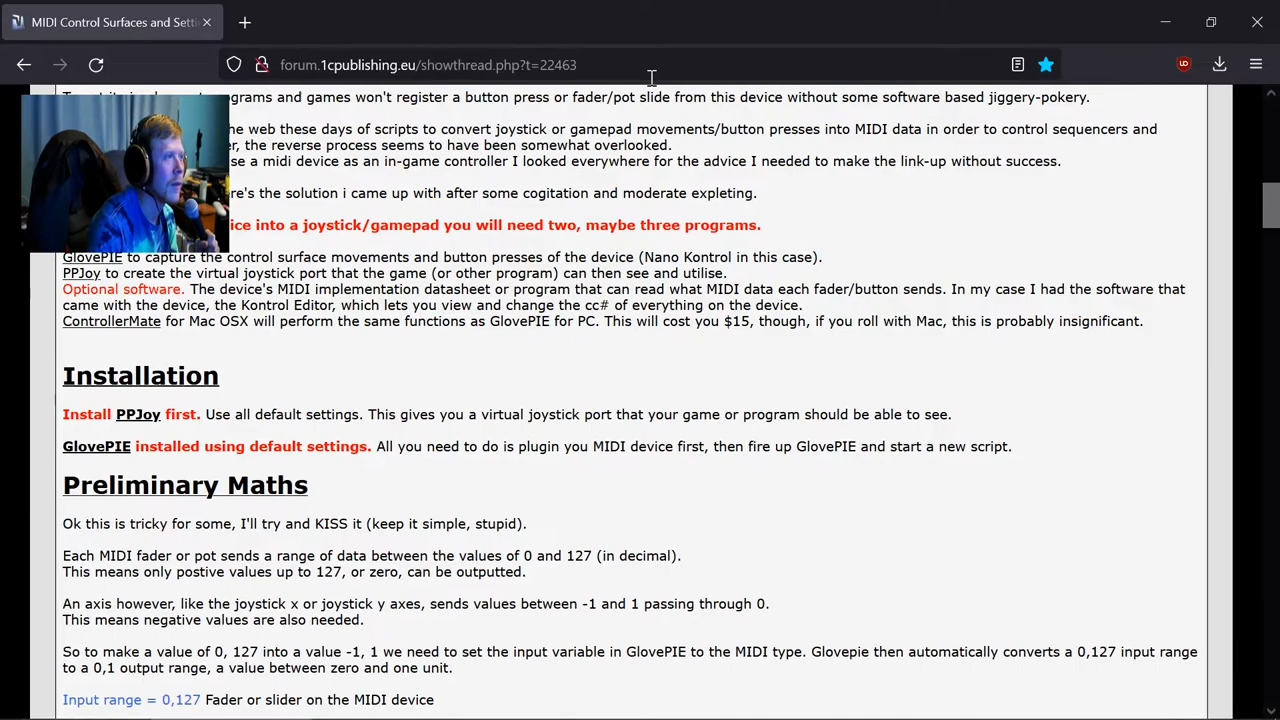 MIDI Control Surfaces and Setti
forum.1cpublishing.eu/showthread.php?t=22463
programs and games won't register a button press or fader/pot slide from this device without some software based jiggery-pokery.
he web these days of scripts to convert joystick or gamepad movements/button presses into MIDI data in order to control sequencers and
r, the reverse process seems to have been somewhat overlooked.
se a midi device as an in-game controller I looked everywhere for the advice I needed to make the link-up without success.
re's the solution i came up with after some cogitation and moderate expleting.
ice into a joystick/gamepad you will need two, maybe three programs.
GlovePIE to capture the control surface movements and button presses of the device (Nano Kontrol in this case).
PPJoy to create the virtual joystick port that the game (or other program) can then see and utilise.
Optional software. The device's MIDI implementation datasheet or program that can read what MIDI data each fader/button sends. In my case I had the software that
came with the device, the Kontrol Editor, which lets you view and change the cc# of everything on the device.
ControllerMate for Mac OSX will perform the same functions as GlovePIE for PC. This will cost you $15, though, if you roll with Mac, this is probably insignificant.
Installation
Install PPJoy first. Use all default settings. This gives you a virtual joystick port that your game or program should be able to see.
GlovePIE installed using default settings. All you need to do is plugin you MIDI device first, then fire up GlovePIE and start a new script.
Preliminary Maths
Ok this is tricky for some, I'll try and KISS it (keep it simple, stupid).
Each MIDI fader or pot sends a range of data between the values of 0 and 127 (in decimal).
This means only postive values up to 127, or zero, can be outputted.
An axis however, like the joystick x or joystick y axes, sends values between -1 and 1 passing through 0.
This means negative values are also needed.
So to make a value of 0, 127 into a value -1, 1 we need to set the input variable in GlovePIE to the MIDI type. Glovepie then automatically converts a 0,127 input range
to a 0,1 output range, a value between zero and one unit.
Input range = 0,127 Fader or slider on the MIDI device